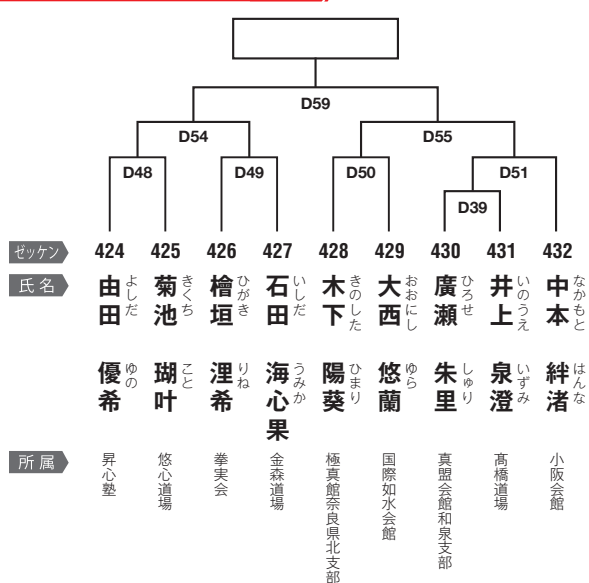 D59
D54
D55
D48
D49
D50
D51
D39
ゼッケン
424
425
426
427
428
429
430
431
432
氏名
由田 優希
よしだ ゆの
菊池 瑚叶
きくち こと
檜垣 浬希
ひがき りね
石田 海心果
いしだ うみか
木下 陽葵
きのした ひまり
大西 悠蘭
おおにし ゆら
廣瀬 朱里
ひろせ しゅり
井上 泉澄
いのうえ いずみ
中本 絆渚
なかもと はんな
所属
昇心塾
悠心道場
拳実会
金森道場
極真館奈良県北支部
国際如水会館
真盟会館和泉支部
髙橋道場
小阪会館